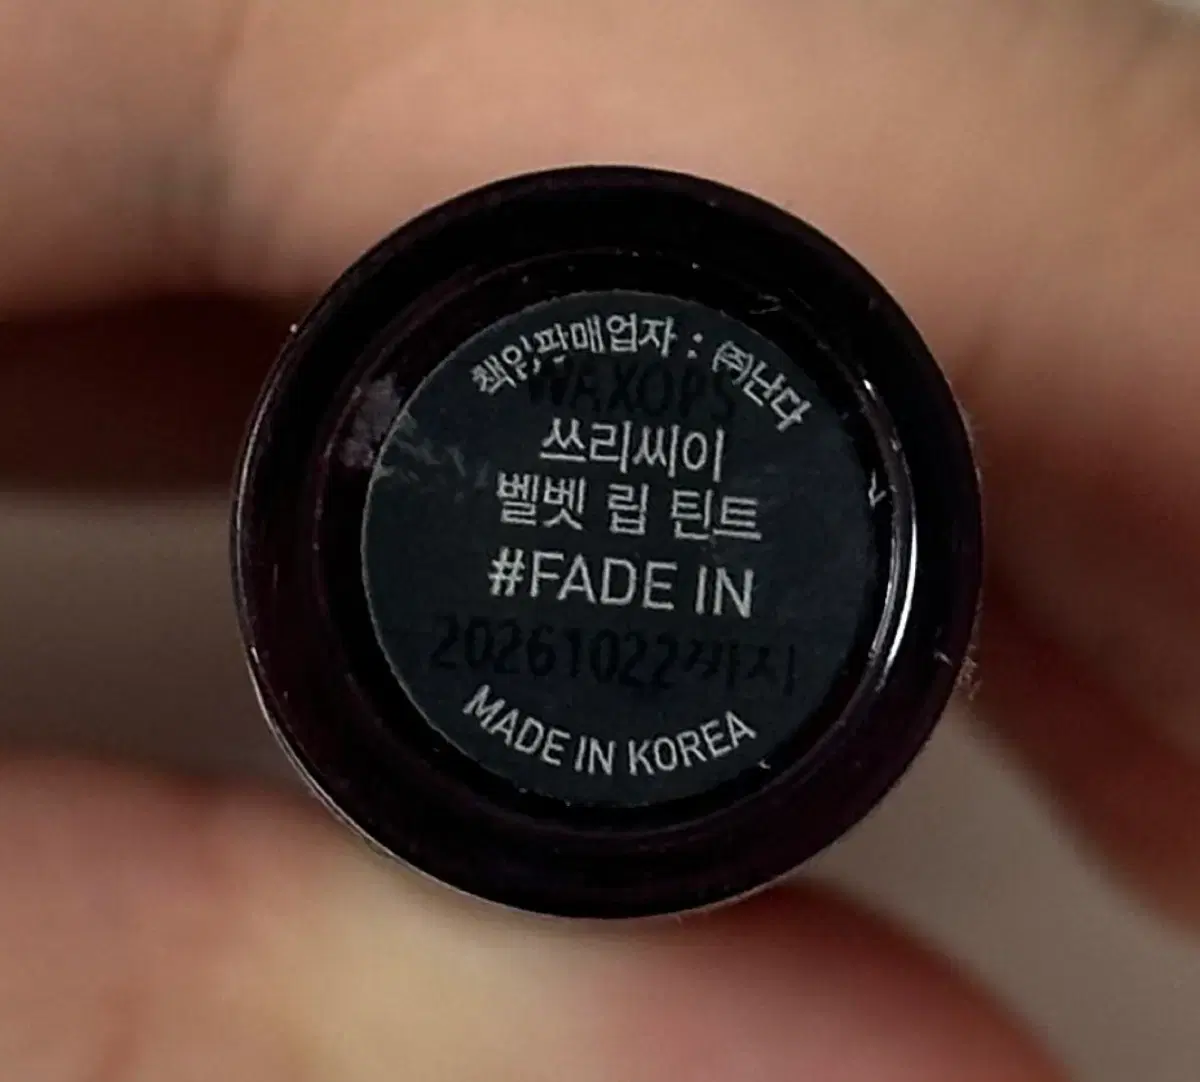 책임판매업자 : ㈜난다
WAXOPS
쓰리씨이
벨벳 립 틴트
#FADE IN
20261022까지
MADE IN KOREA